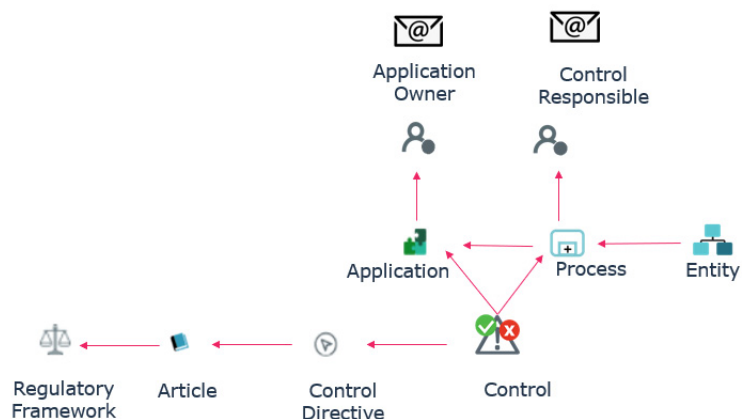 Application
Owner
Control
Responsible
Application
Process
Entity
Regulatory
Framework
Article
Control
Directive
Control